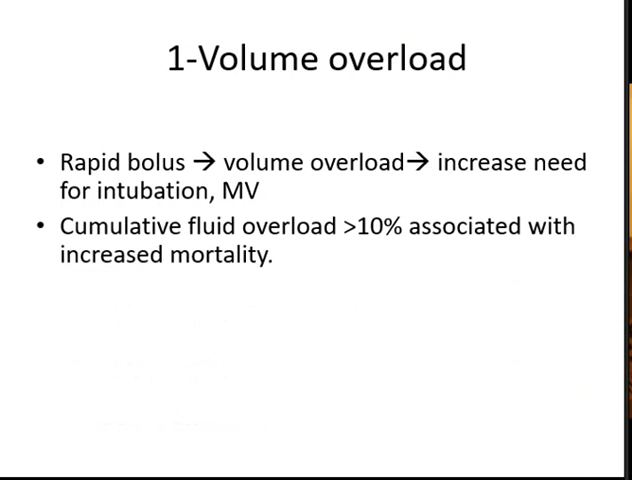 1-Volume overload
• Rapid bolus → volume overload→ increase need
for intubation, MV
• Cumulative fluid overload >10% associated with
increased mortality.